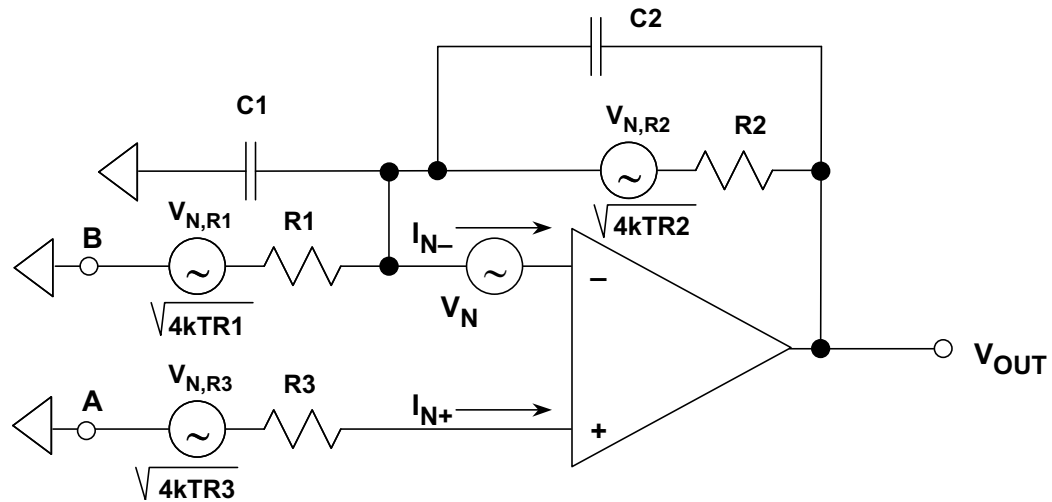 C2
C1
V_N,R2
R2
√4kTR2
V_N,R1
B
R1
I_N–
~
~
~
–
V_N
√4kTR1
V_OUT
V_N,R3
A
R3
I_N+
~
+
√4kTR3